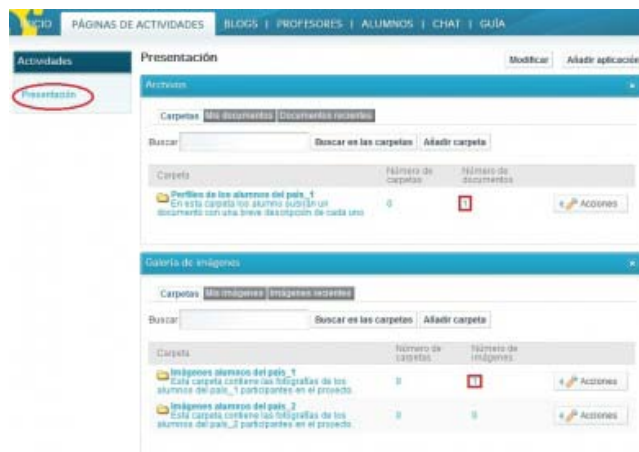 INICIO PÁGINAS DE ACTIVIDADES BLOGS | PROFESORES | ALUMNOS | CHAT | GUÍA
Actividades
Presentación
Presentación
Modificar Añadir aplicación
Archivos
Carpetas Mis documentos Documentos recientes
Buscar Buscar en las carpetas Añadir carpeta
Carpeta Número de carpetas Número de documentos
Perfiles de los alumnos del país_1
En esta carpeta los alumno subirán un
documento con una breve descripción de cada uno
0 1 Acciones
Galería de imágenes
Carpetas Mis imágenes Imágenes recientes
Buscar Buscar en las carpetas Añadir carpeta
Carpeta Número de carpetas Número de imágenes
Imágenes alumnos del país_1
Esta carpeta contiene las fotografías de los
alumnos del país_1 participantes en el proyecto.
0 1 Acciones
Imágenes alumnos del país_2
Esta carpeta contiene las fotografías de los
alumnos del país_2 participantes en el proyecto.
0 0 Acciones